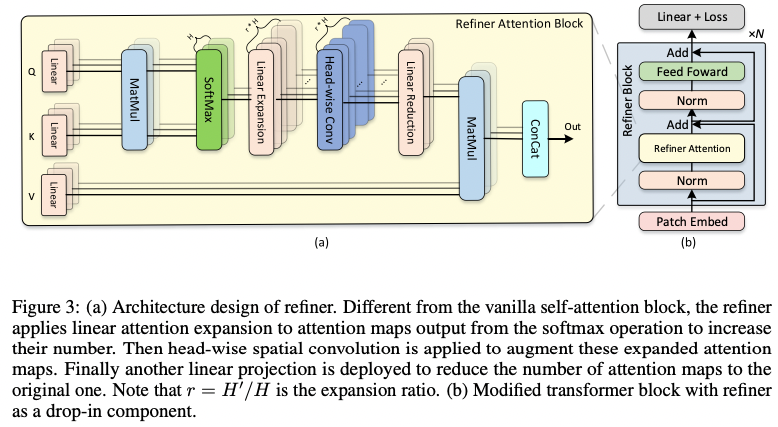 Refiner Attention Block
H
r * H
r * H
Q
Linear
K
Linear
V
Linear
MatMul
SoftMax
Linear Expansion
...
Head-wise Conv
...
...
Linear Reduction
MatMul
ConCat
Out
(a)
Linear + Loss
×N
Add
Feed Foward
Norm
Add
Refiner Attention
Norm
Refiner Block
Patch Embed
(b)
Figure 3: (a) Architecture design of refiner. Different from the vanilla self-attention block, the refiner
applies linear attention expansion to attention maps output from the softmax operation to increase
their number. Then head-wise spatial convolution is applied to augment these expanded attention
maps. Finally another linear projection is deployed to reduce the number of attention maps to the
original one. Note that r = H′/H is the expansion ratio. (b) Modified transformer block with refiner
as a drop-in component.